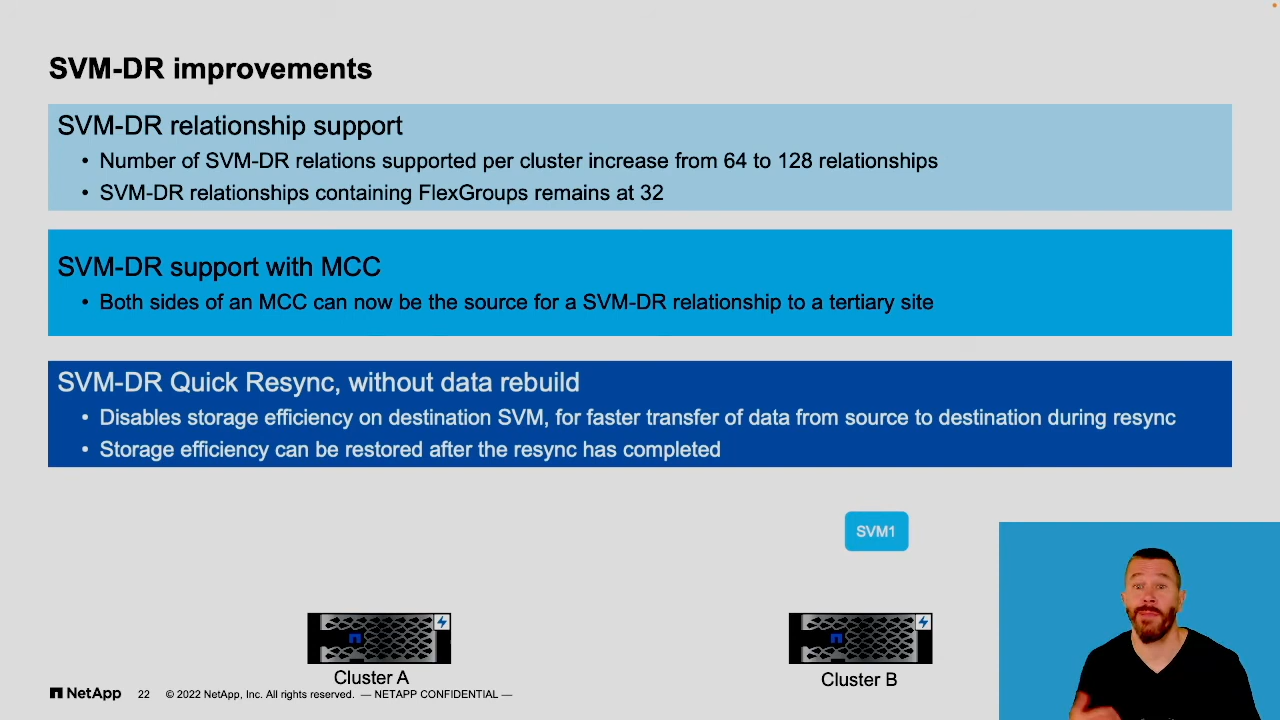 SVM-DR improvements
SVM-DR relationship support
• Number of SVM-DR relations supported per cluster increase from 64 to 128 relationships
• SVM-DR relationships containing FlexGroups remains at 32
SVM-DR support with MCC
• Both sides of an MCC can now be the source for a SVM-DR relationship to a tertiary site
SVM-DR Quick Resync, without data rebuild
• Disables storage efficiency on destination SVM, for faster transfer of data from source to destination during resync
• Storage efficiency can be restored after the resync has completed
SVM1
Cluster A
Cluster B
NetApp 22 © 2022 NetApp, Inc. All rights reserved. — NETAPP CONFIDENTIAL —